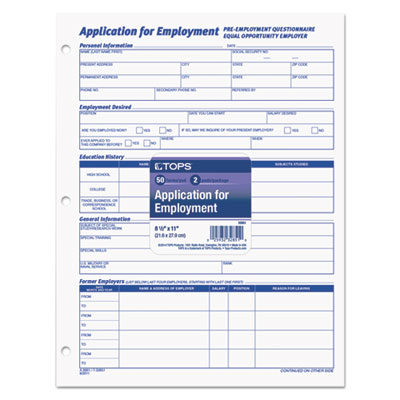 Application for Employment
PRE-EMPLOYMENT QUESTIONNAIRE
EQUAL OPPORTUNITY EMPLOYER
Personal Information
DATE
NAME (LAST NAME FIRST)
SOCIAL SECURITY NO.
PRESENT ADDRESS CITY STATE ZIP CODE
PERMANENT ADDRESS CITY STATE ZIP CODE
PHONE NO. SECONDARY PHONE NO. REFERRED BY
Employment Desired
POSITION DATE YOU CAN START SALARY DESIRED
ARE YOU EMPLOYED NOW? YES NO IF SO, MAY WE INQUIRE OF YOUR PRESENT EMPLOYER? YES NO
EVER APPLIED TO THIS COMPANY BEFORE? YES NO
Education History
SUBJECTS STUDIED
HIGH SCHOOL
COLLEGE
TRADE, BUSINESS, OR CORRESPONDENCE SCHOOL
TOPS
50 2
Application for
Employment
8 ½" x 11"
(21.6 x 27.9 cm)
General Information
SUBJECT OF SPECIAL STUDY/RESEARCH WORK
SPECIAL TRAINING
SPECIAL SKILLS
U.S. MILITARY OR NAVAL SERVICE
Former Employers (LIST BELOW LAST FOUR EMPLOYERS, STARTING WITH LAST ONE FIRST)
DATE MONTH AND YEAR NAME & ADDRESS OF EMPLOYER SALARY POSITION REASON FOR LEAVING
FROM
TO
FROM
TO
FROM
TO
FROM
TO
CONTINUED ON OTHER SIDE